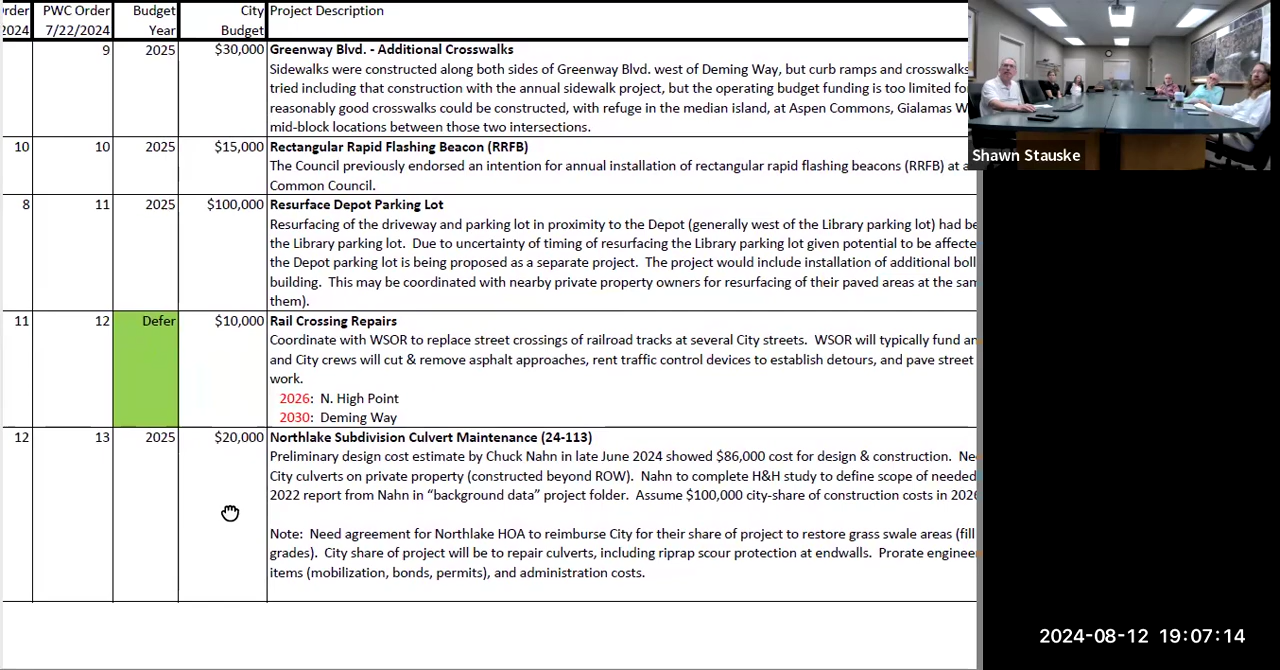 Order PWC Order Budget City Project Description
2024 7/22/2024 Year Budget
9 2025 $30,000 Greenway Blvd. - Additional Crosswalks
Sidewalks were constructed along both sides of Greenway Blvd. west of Deming Way, but curb ramps and crosswalks
tried including that construction with the annual sidewalk project, but the operating budget funding is too limited fo
reasonably good crosswalks could be constructed, with refuge in the median island, at Aspen Commons, Gialamas W
mid-block locations between those two intersections.
10 10 2025 $15,000 Rectangular Rapid Flashing Beacon (RRFB)
The Council previously endorsed an intention for annual installation of rectangular rapid flashing beacons (RRFB) at a
Common Council.
8 11 2025 $100,000 Resurface Depot Parking Lot
Resurfacing of the driveway and parking lot in proximity to the Depot (generally west of the Library parking lot) had be
the Library parking lot. Due to uncertainty of timing of resurfacing the Library parking lot given potential to be affecte
the Depot parking lot is being proposed as a separate project. The project would include installation of additional boll
building. This may be coordinated with nearby private property owners for resurfacing of their paved areas at the sam
them).
11 12 Defer $10,000 Rail Crossing Repairs
Coordinate with WSOR to replace street crossings of railroad tracks at several City streets. WSOR will typically fund an
and City crews will cut & remove asphalt approaches, rent traffic control devices to establish detours, and pave street
work.
2026: N. High Point
2030: Deming Way
12 13 2025 $20,000 Northlake Subdivision Culvert Maintenance (24-113)
Preliminary design cost estimate by Chuck Nahn in late June 2024 showed $86,000 cost for design & construction. Ne
City culverts on private property (constructed beyond ROW). Nahn to complete H&H study to define scope of needed
2022 report from Nahn in “background data” project folder. Assume $100,000 city-share of construction costs in 2026
Note: Need agreement for Northlake HOA to reimburse City for their share of project to restore grass swale areas (fill
grades). City share of project will be to repair culverts, including riprap scour protection at endwalls. Prorate enginee
items (mobilization, bonds, permits), and administration costs.
Shawn Stauske
2024-08-12 19:07:14